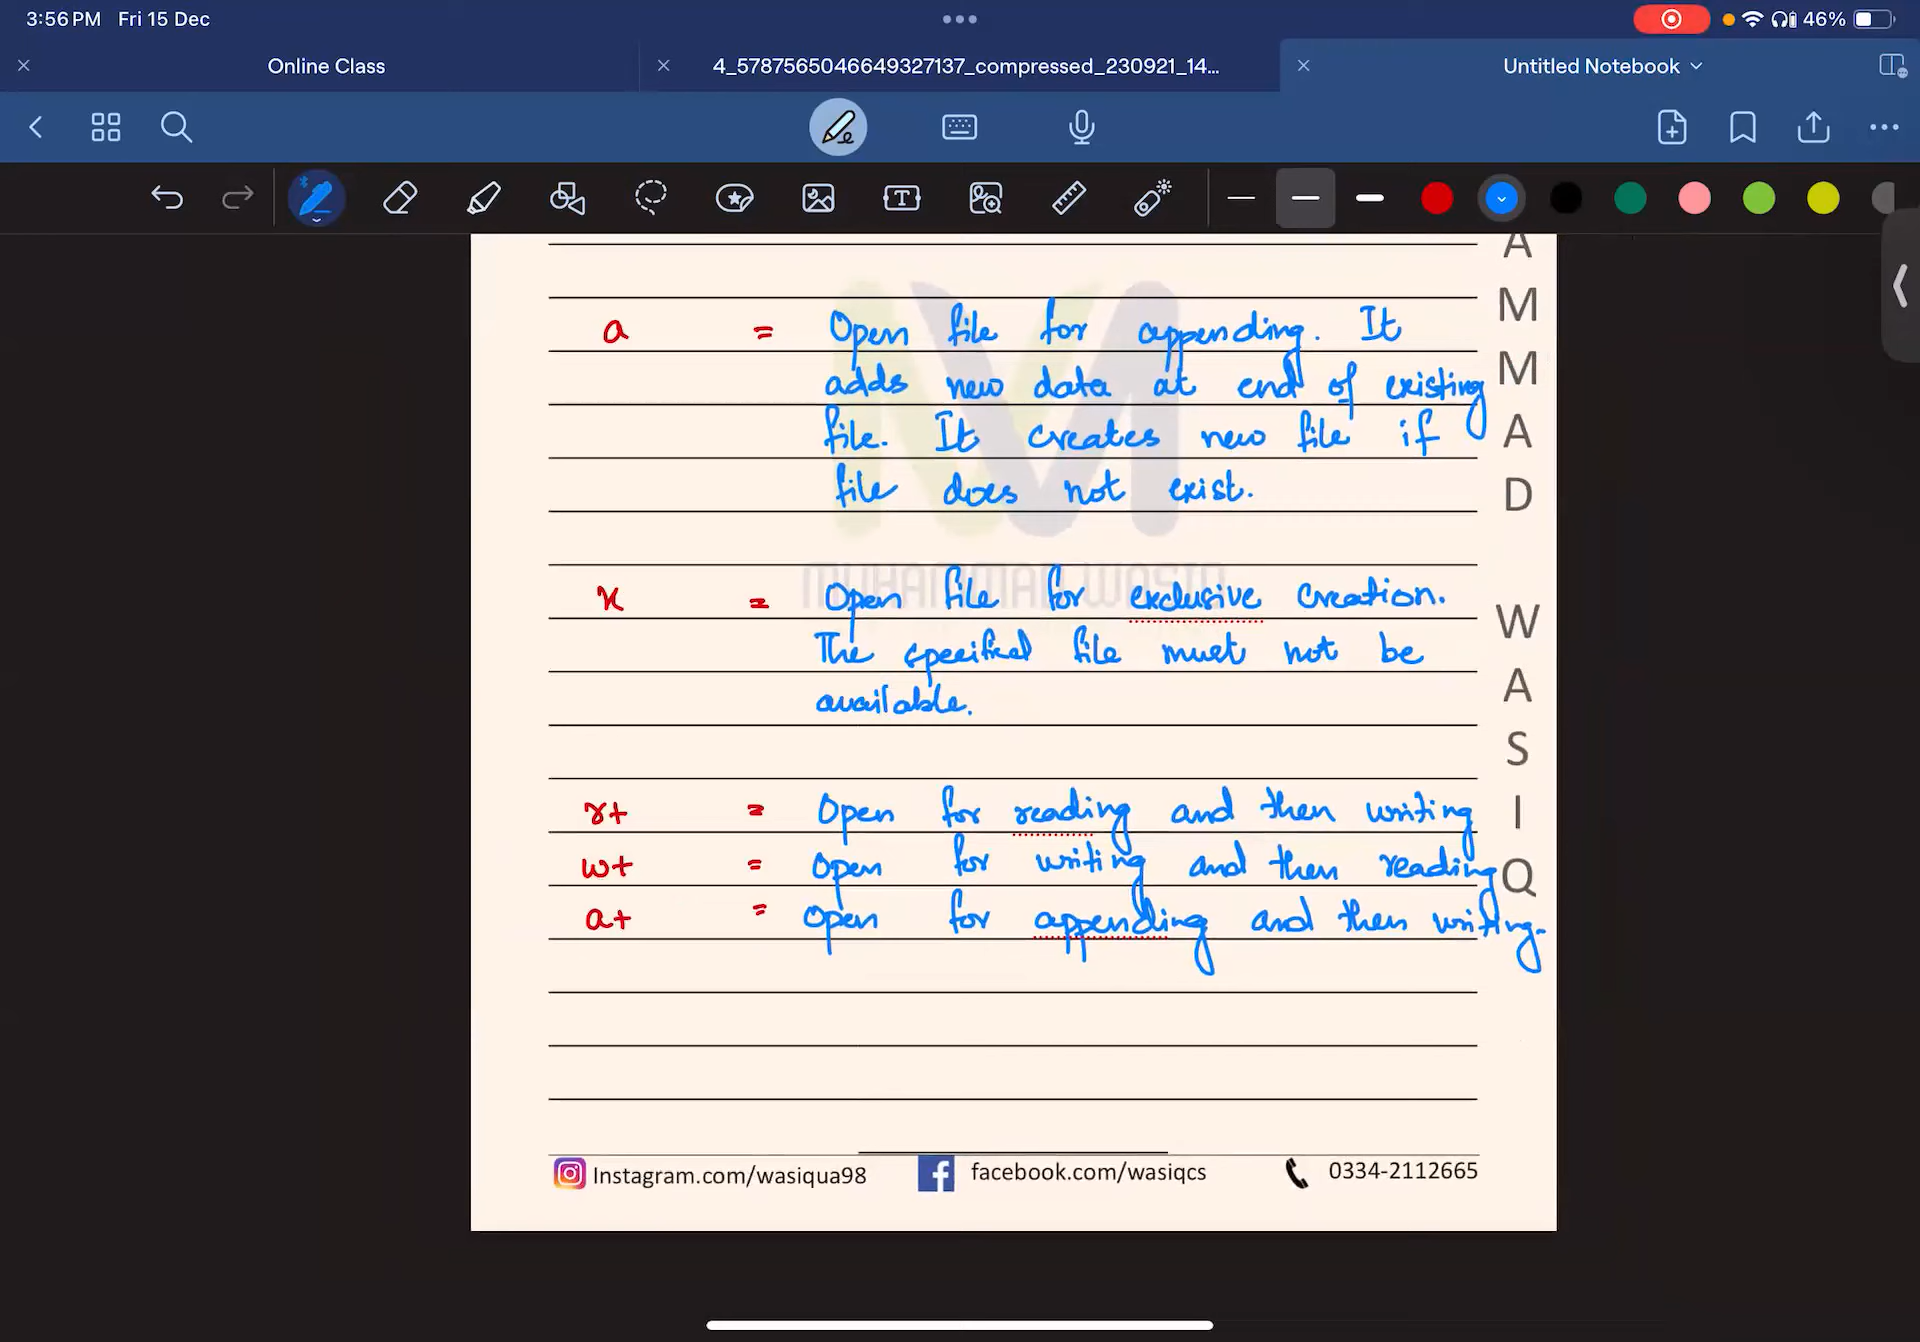 3:56 PM Fri 15 Dec
46%
Online Class
4_5787565046649327137_compressed_230921_14...
Untitled Notebook
a = Open file for appending. It
adds new data at end of existing
file. It creates new file if
file does not exist.
MUHAMMAD WASIQ
x = Open file for exclusive creation.
The specified file must not be
available.
r+ = Open for reading and then writing
w+ = Open for writing and then reading
a+ = Open for appending and then writing.
A
M
M
A
D
W
A
S
I
Q
Instagram.com/wasiqua98 facebook.com/wasiqcs 0334-2112665